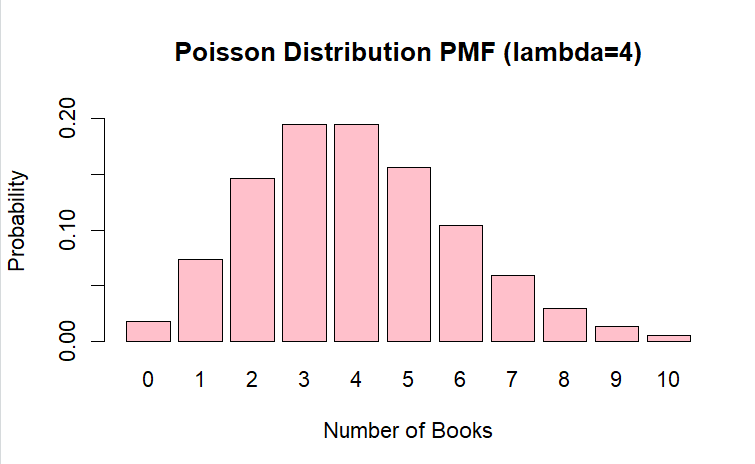 Poisson Distribution PMF (lambda=4)
Probability
0.20
0.10
0.00
0 1 2 3 4 5 6 7 8 9 10
Number of Books